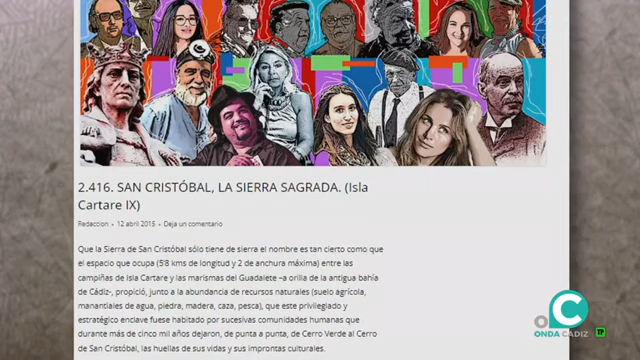 2.416. SAN CRISTÓBAL, LA SIERRA SAGRADA. (Isla
Cartare IX)
Redaccion • 12 abril 2015 • Deja un comentario
Que la Sierra de San Cristóbal sólo tiene de sierra el nombre es tan cierto como que
el espacio que ocupa (5'8 kms de longitud y 2 de anchura máxima) entre las
campiñas de Isla Cartare y las marismas del Guadalete –a orilla de la antigua bahía
de Cádiz-, propició, junto a la abundancia de recursos naturales (suelo agrícola,
manantiales de agua, piedra, madera, caza, pesca), que este privilegiado y
estratégico enclave fuese habitado por sucesivas comunidades humanas que
durante más de cinco mil años dejaron, de punta a punta, de Cerro Verde al Cerro
de San Cristóbal, las huellas de sus vidas y sus improntas culturales.
C
ONDA CÁDIZ
TP